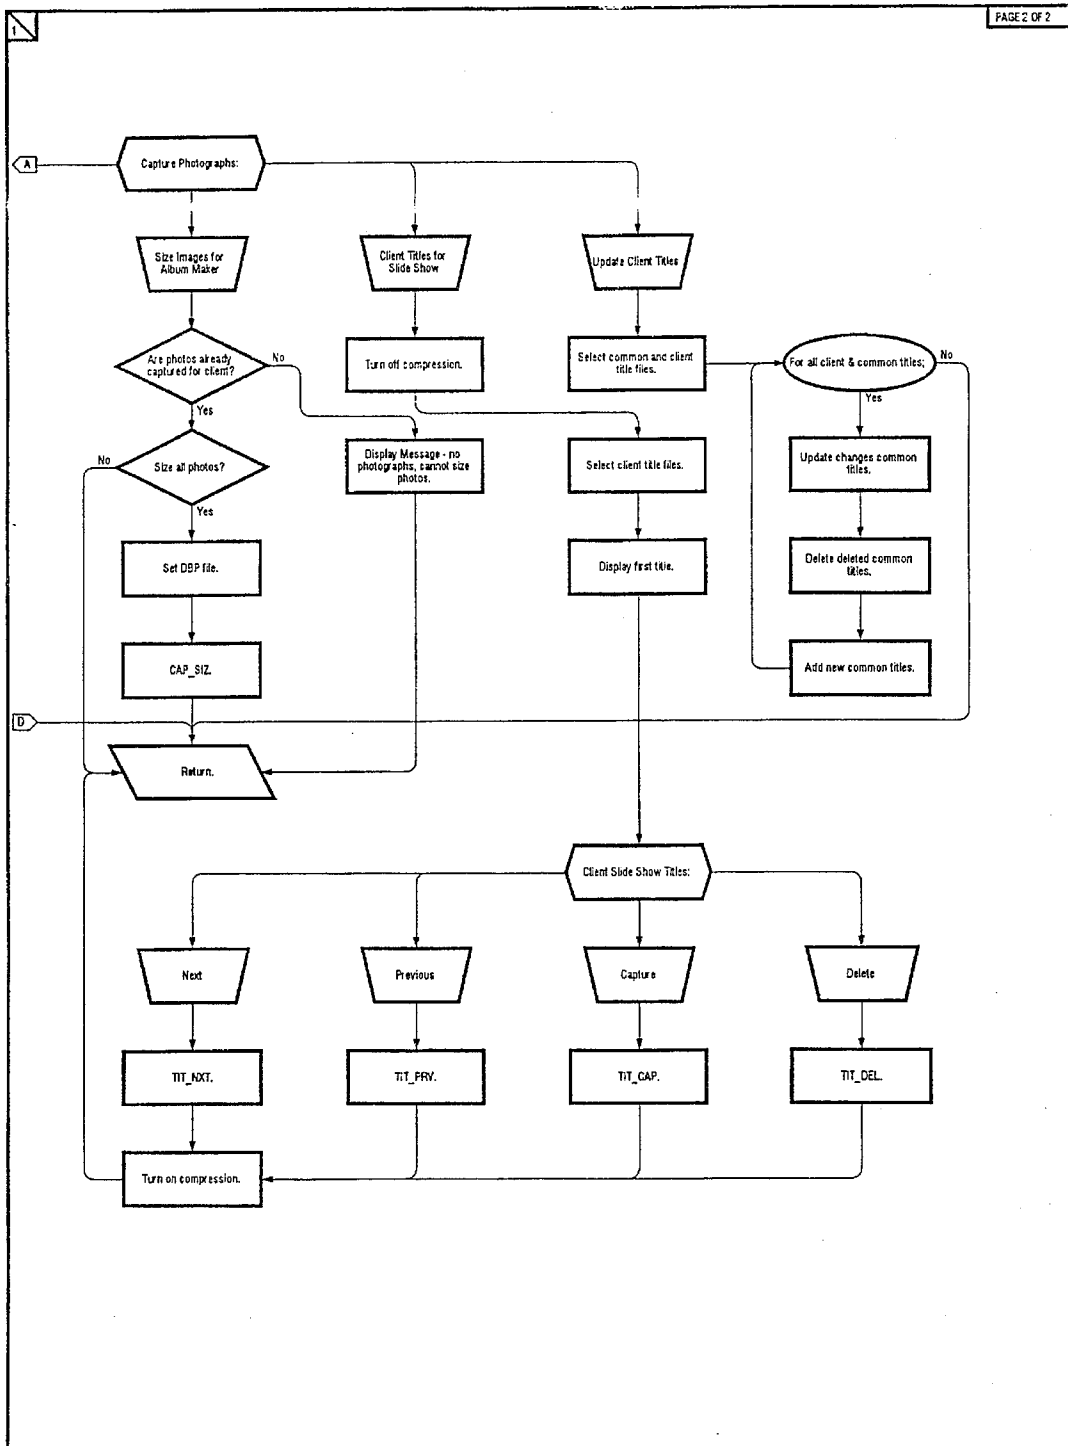 1
PAGE 2 OF 2
A
Capture Photographs:
Size Images for
Album Maker
Client Titles for
Slide Show
Update Client Titles
Are photos already
captured for client?
No
Yes
Turn off compression.
Select common and client
title files.
For all client & common titles;
No
Yes
Size all photos?
No
Yes
Display Message - no
photographs, cannot size
photos.
Select client title files.
Update changes common
titles.
Set DBP file.
Display first title.
Delete deleted common
titles.
CAP_SIZ.
Add new common titles.
D
Return.
Client Slide Show Titles:
Next
Previous
Capture
Delete
TIT_NXT.
TIT_PRV.
TIT_CAP.
TIT_DEL.
Turn on compression.